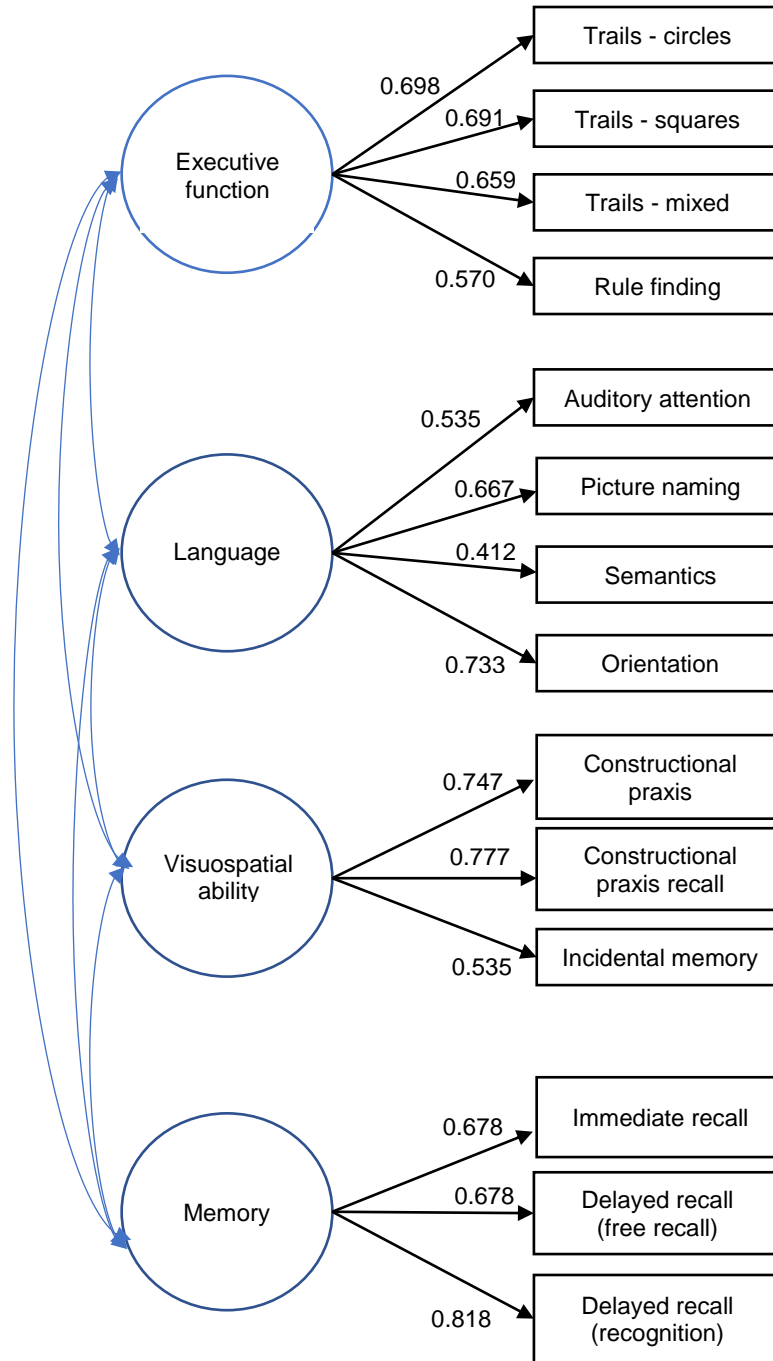 Trails - circles
0.698
Trails - squares
0.691
Executive
function
0.659
Trails - mixed
0.570
Rule finding
Auditory attention
0.535
Picture naming
0.667
Language
0.412
Semantics
0.733
Orientation
Constructional
praxis
0.747
Visuospatial
ability
0.777
Constructional
praxis recall
0.535
Incidental memory
Immediate recall
0.678
Memory
0.678
Delayed recall
(free recall)
0.818
Delayed recall
(recognition)